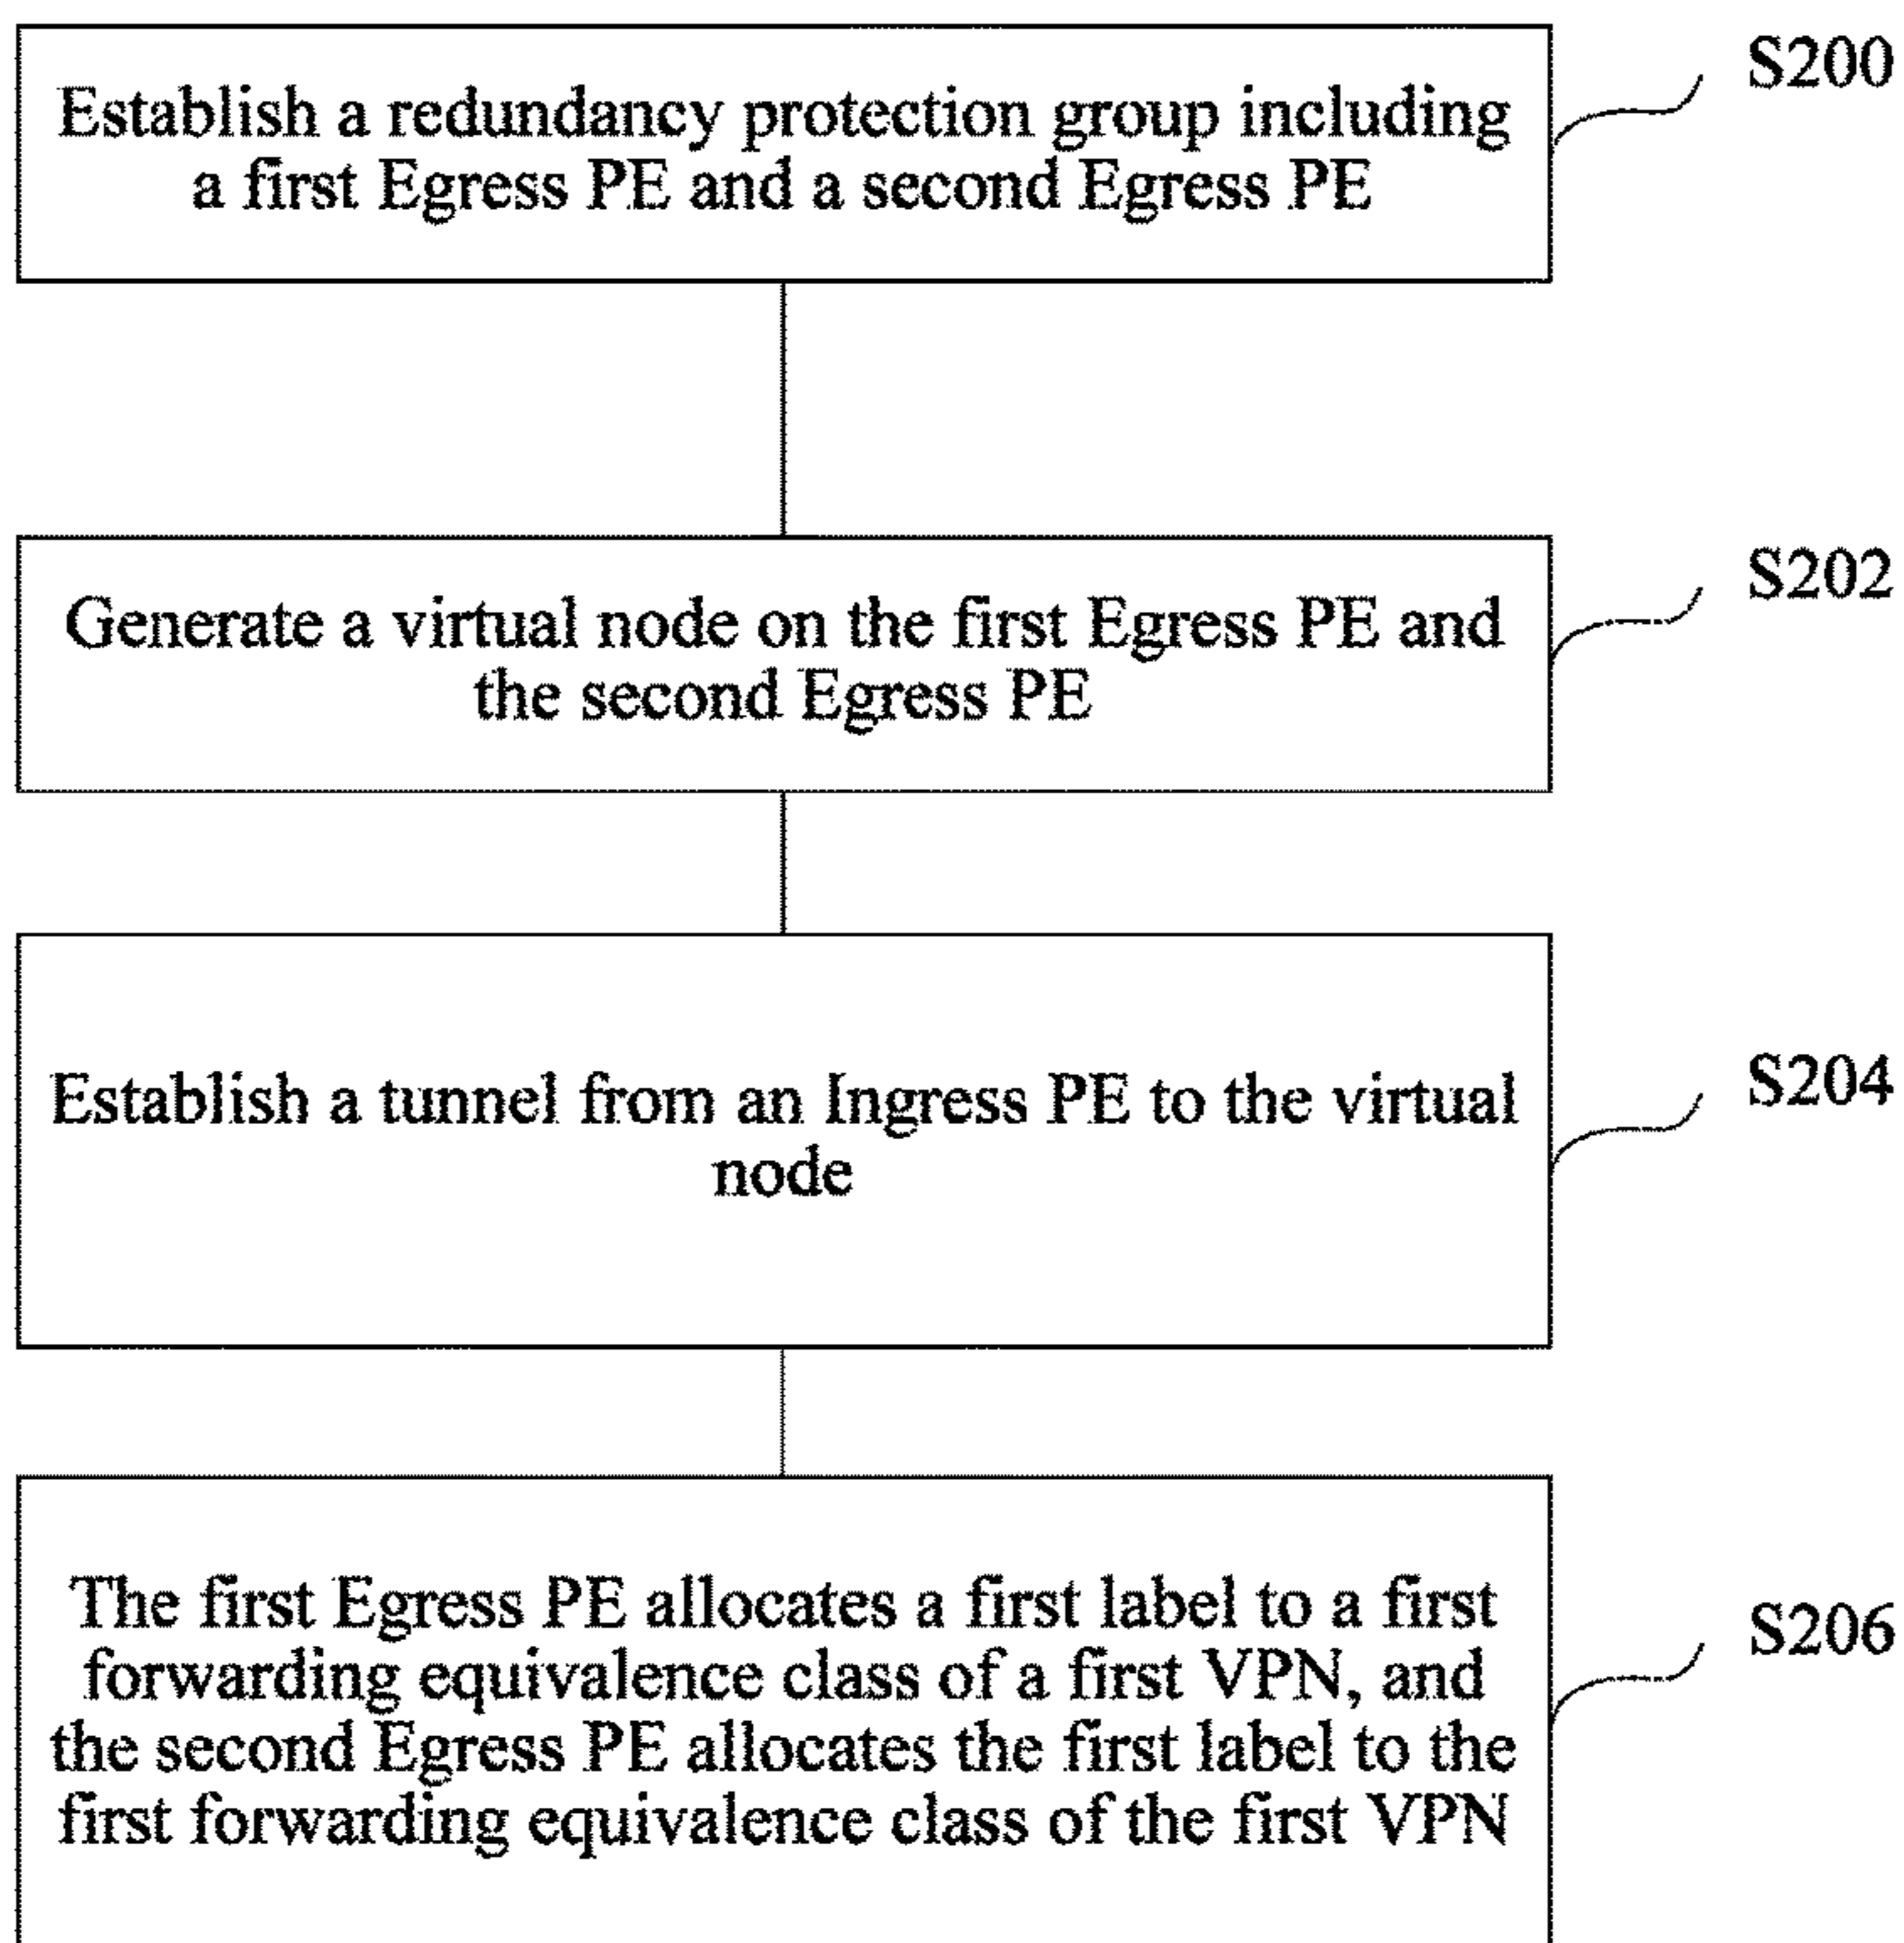 Establish a redundancy protection group including
a first Egress PE and a second Egress PE
S200
Generate a virtual node on the first Egress PE and
the second Egress PE
S202
Establish a tunnel from an Ingress PE to the virtual
node
S204
The first Egress PE allocates a first label to a first
forwarding equivalence class of a first VPN, and
the second Egress PE allocates the first label to the
first forwarding equivalence class of the first VPN
S206